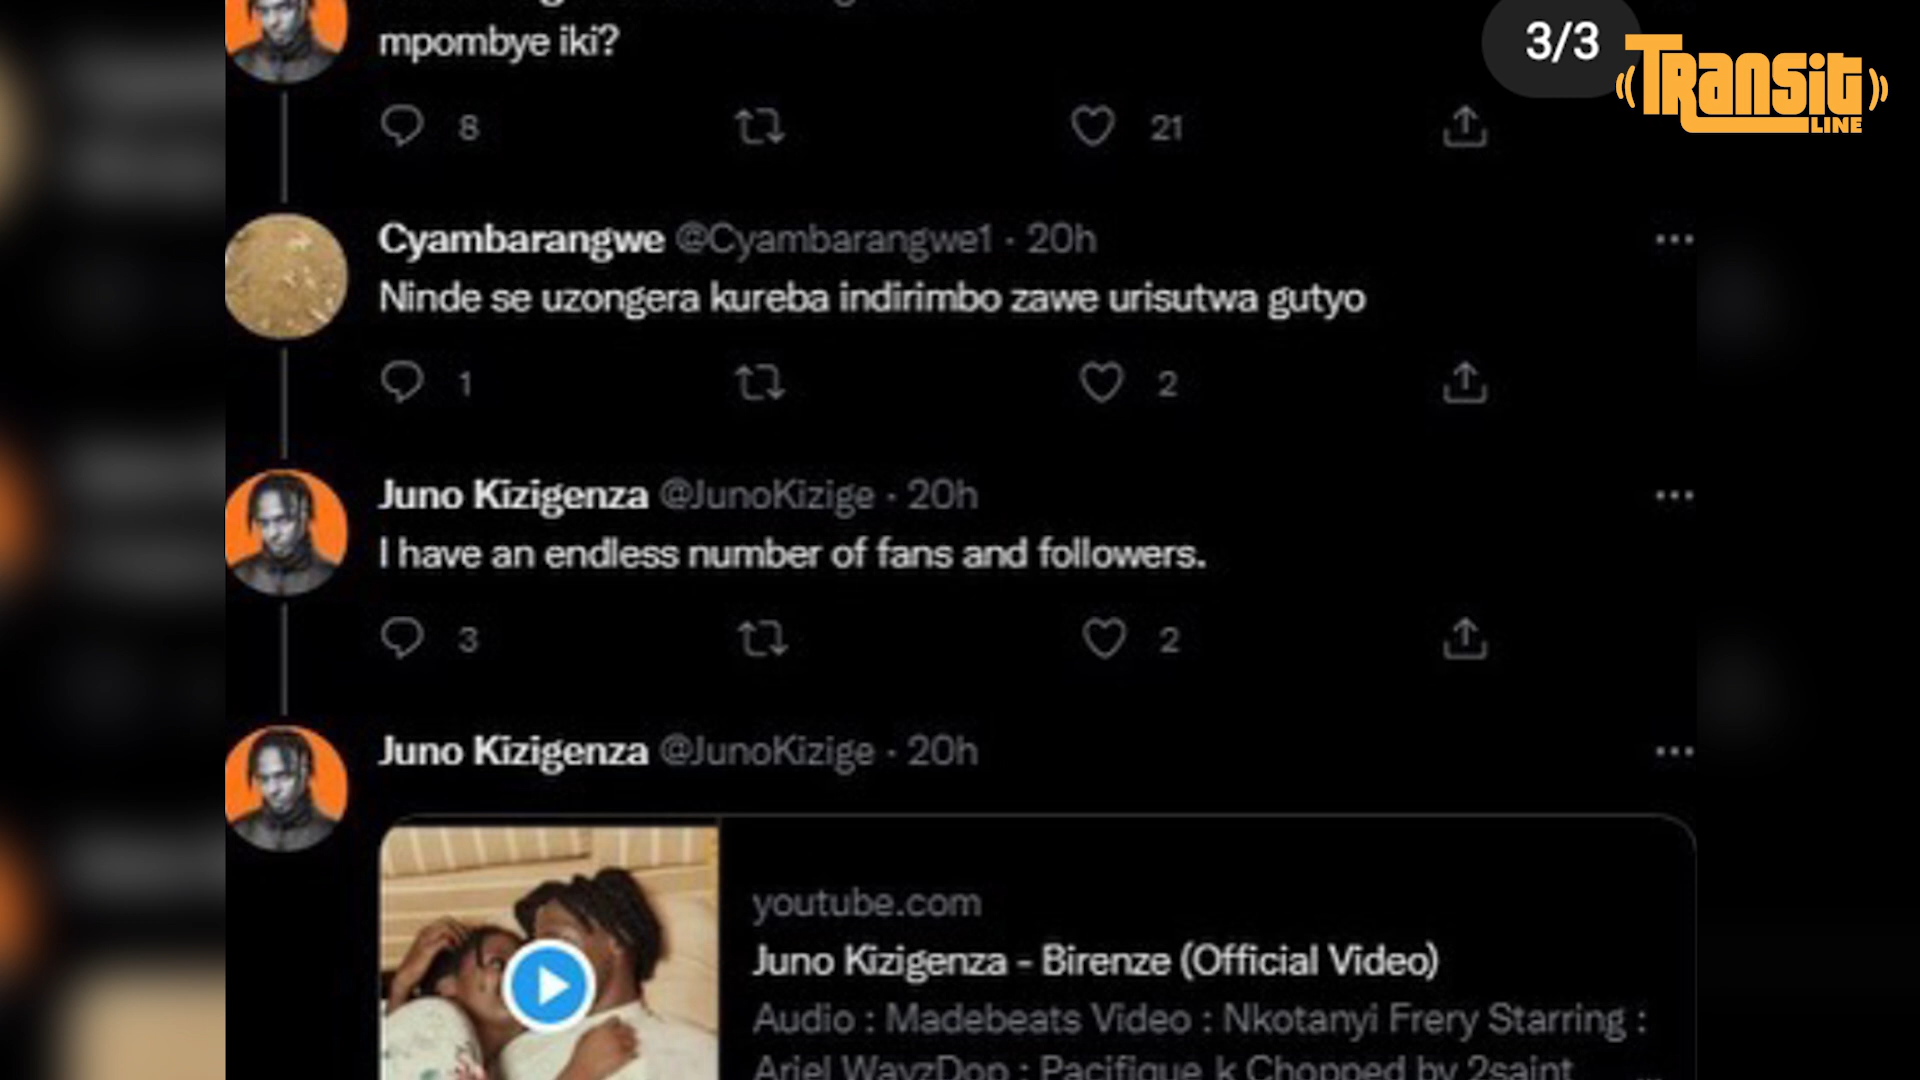 mpombye iki?
3/3
Transit
LINE
8
21
Cyambarangwe @Cyambarangwe1 · 20h
Ninde se uzongera kureba indirimbo zawe urisutwa gutyo
1
2
Juno Kizigenza @JunoKizige · 20h
I have an endless number of fans and followers.
3
2
Juno Kizigenza @JunoKizige · 20h
youtube.com
Juno Kizigenza - Birenze (Official Video)
Audio : Madebeats Video : Nkotanyi Frery Starring :
Ariel WayzDop : Pacifique k Chopped by 2saint